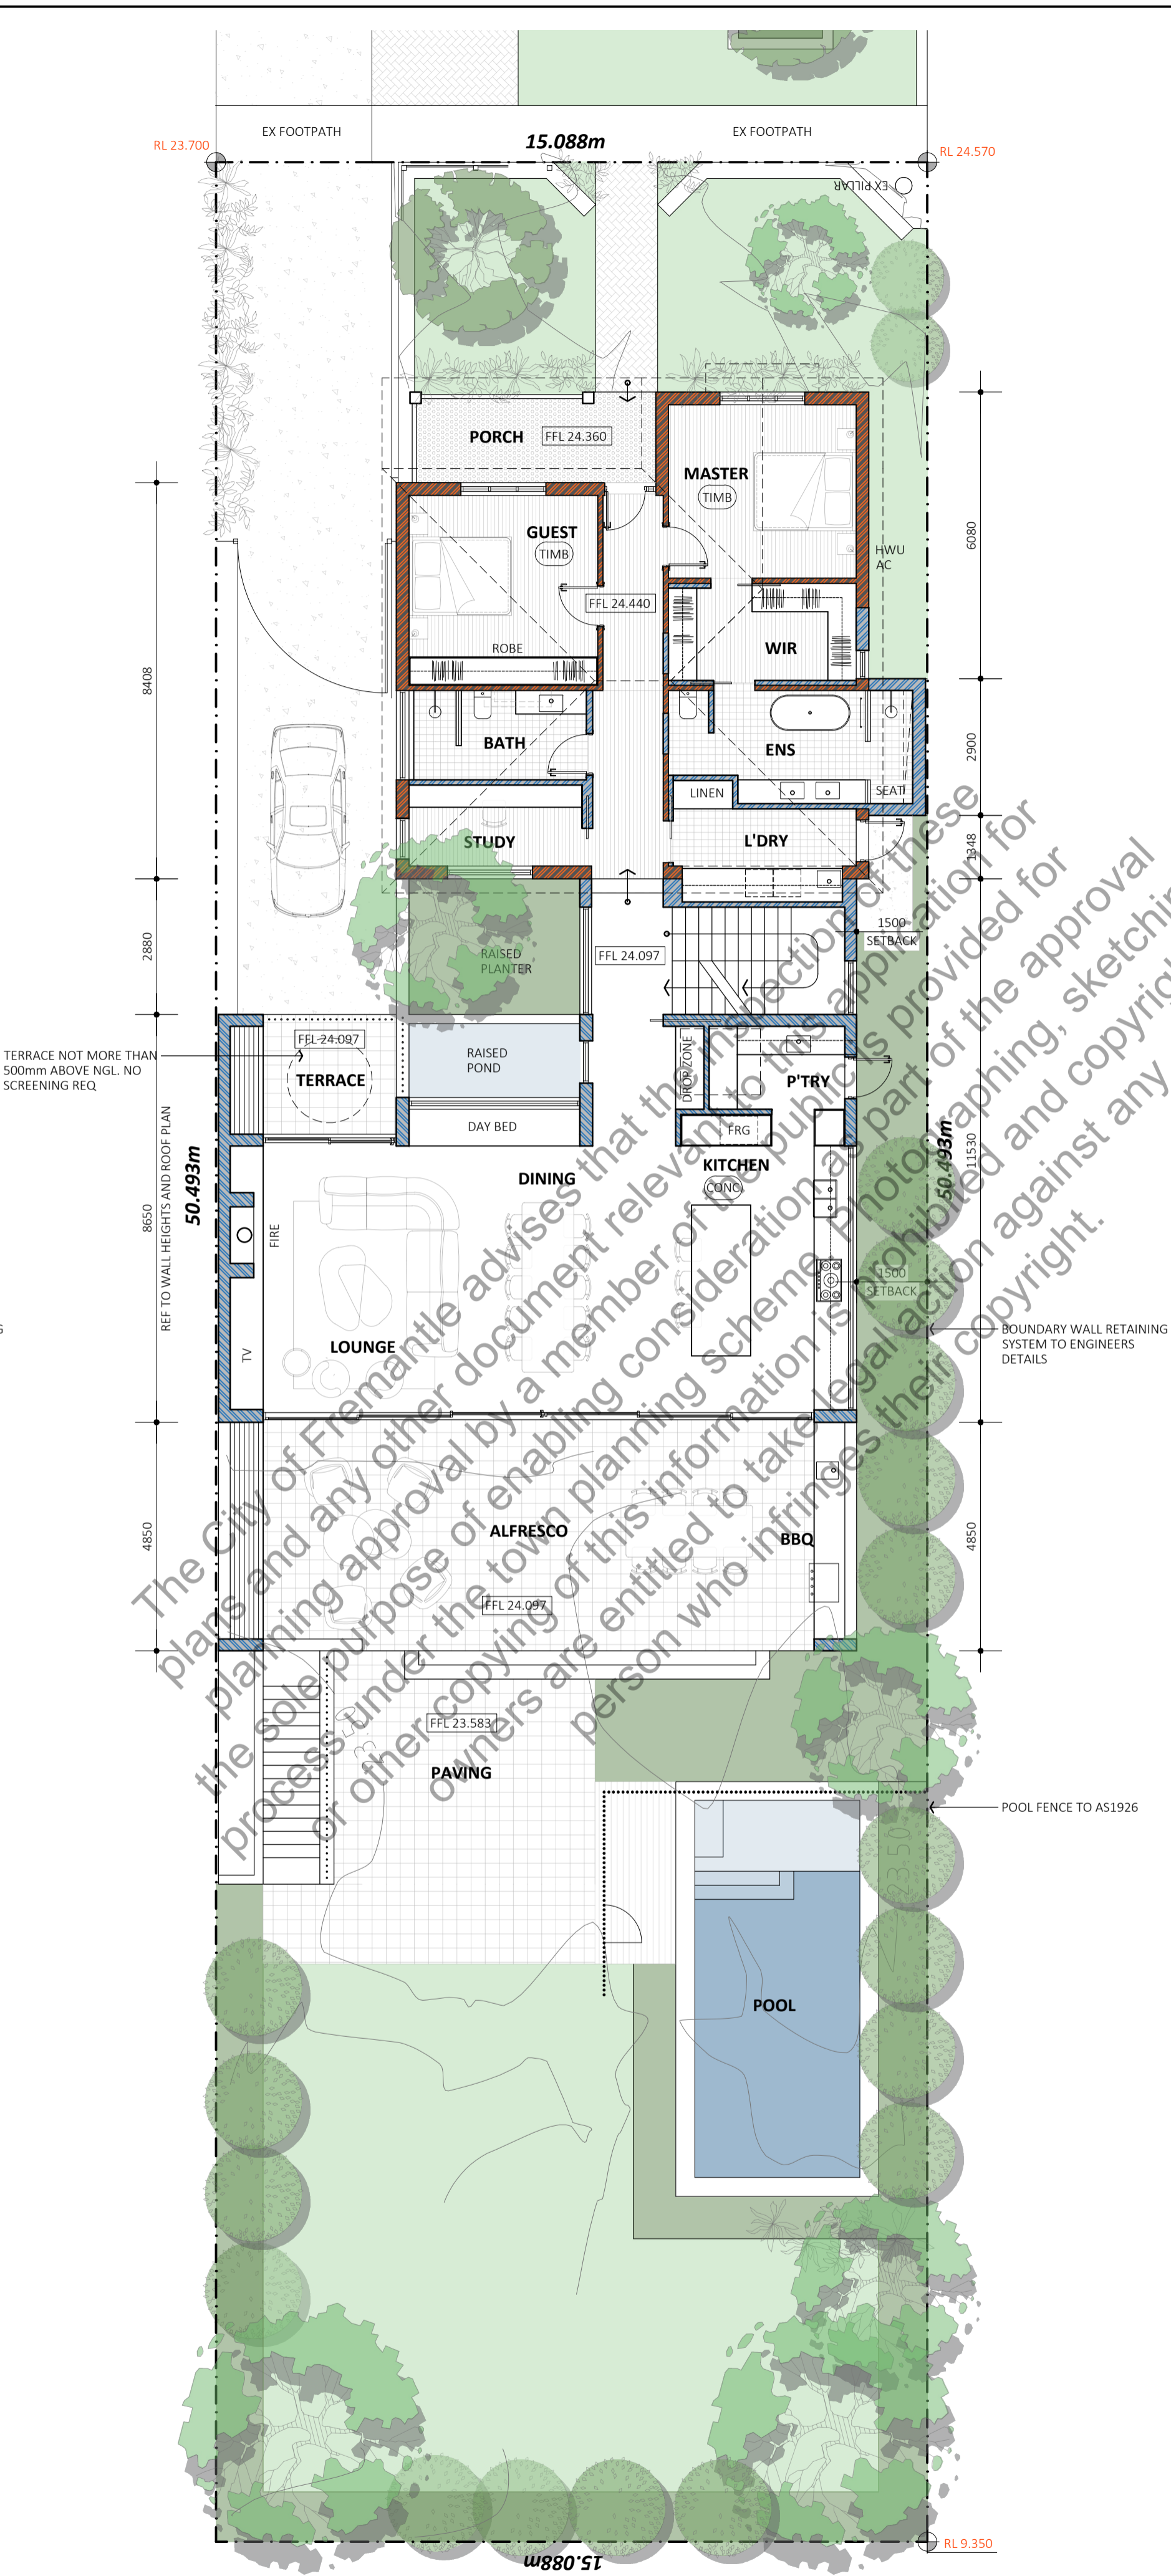 EX FOOTPATH
EX FOOTPATH
15.088m
RL 23.700
RL 24.570
EX PILLAR
PORCH
FFL 24.360
MASTER
TIMB
GUEST
TIMB
HWU
AC
6080
FFL 24.440
ROBE
WIR
8408
BATH
ENS
2900
LINEN
SEAT
STUDY
L'DRY
1348
2880
RAISED
PLANTER
FFL 24.097
1500
SETBACK
TERRACE NOT MORE THAN
500mm ABOVE NGL. NO
SCREENING REQ
FFL 24.097
TERRACE
RAISED
POND
DROP ZONE
P'TRY
DAY BED
FRG
8650
REF TO WALL HEIGHTS AND ROOF PLAN
50.493m
FIRE
DINING
KITCHEN
CONC
50.493m
11530
1500
SETBACK
G
TV
LOUNGE
BOUNDARY WALL RETAINING
SYSTEM TO ENGINEERS
DETAILS
4850
ALFRESCO
BBQ
4850
FFL 24.097
FFL 23.583
PAVING
POOL FENCE TO AS1926
2350
POOL
RL 9.350
15.088m
The City of Fremantle advises that the inspection of these
plans and any other document relevant to this application for
planning approval by a member of the public is provided for
the sole purpose of enabling consideration as part of the approval
process under the town planning scheme. Photographing, sketching
or other copying of this information is prohibited and copyright
owners are entitled to take legal action against any
person who infringes their copyright.